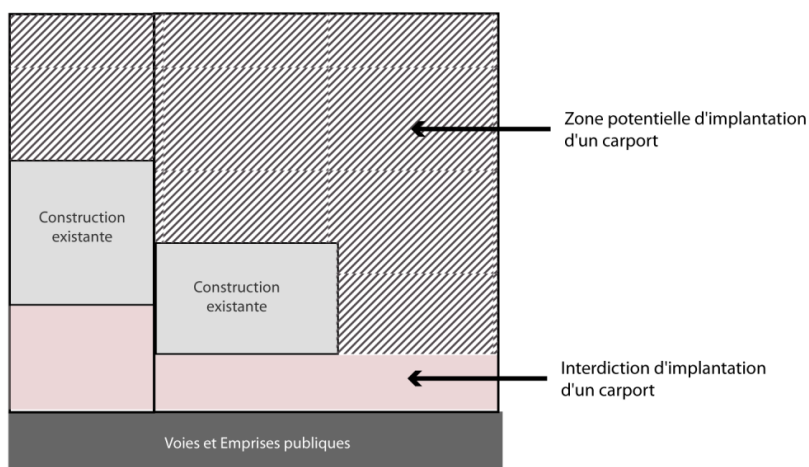 Zone potentielle d'implantation
d'un carport
Construction
existante
Construction
existante
Interdiction d'implantation
d'un carport
Voies et Emprises publiques